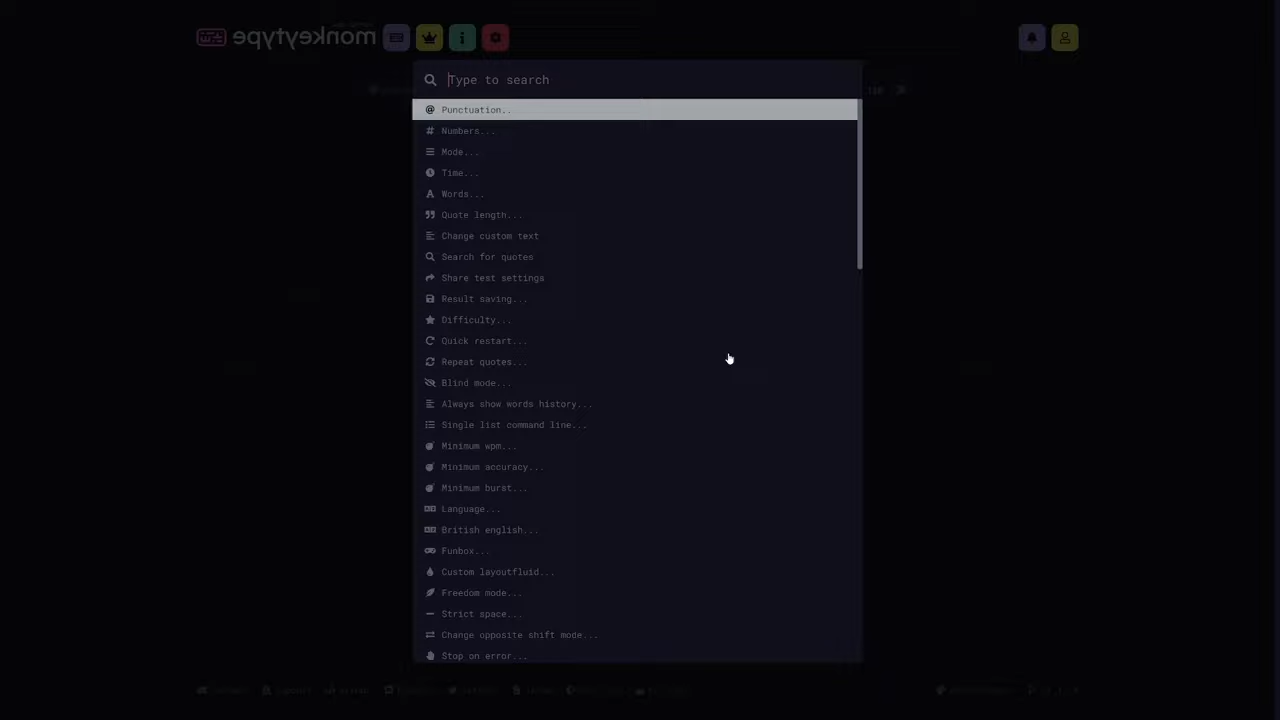 monkeytype
Type to search
Punctuation..
Numbers...
Mode...
Time...
Words...
Quote length...
Change custom text
Search for quotes
Share test settings
Result saving...
Difficulty...
Quick restart...
Repeat quotes...
Blind mode...
Always show words history...
Single list command line...
Minimum wpm...
Minimum accuracy...
Minimum burst...
Language...
British english...
Funbox...
Custom layoutfluid...
Freedom mode...
Strict space...
Change opposite shift mode...
Stop on error...